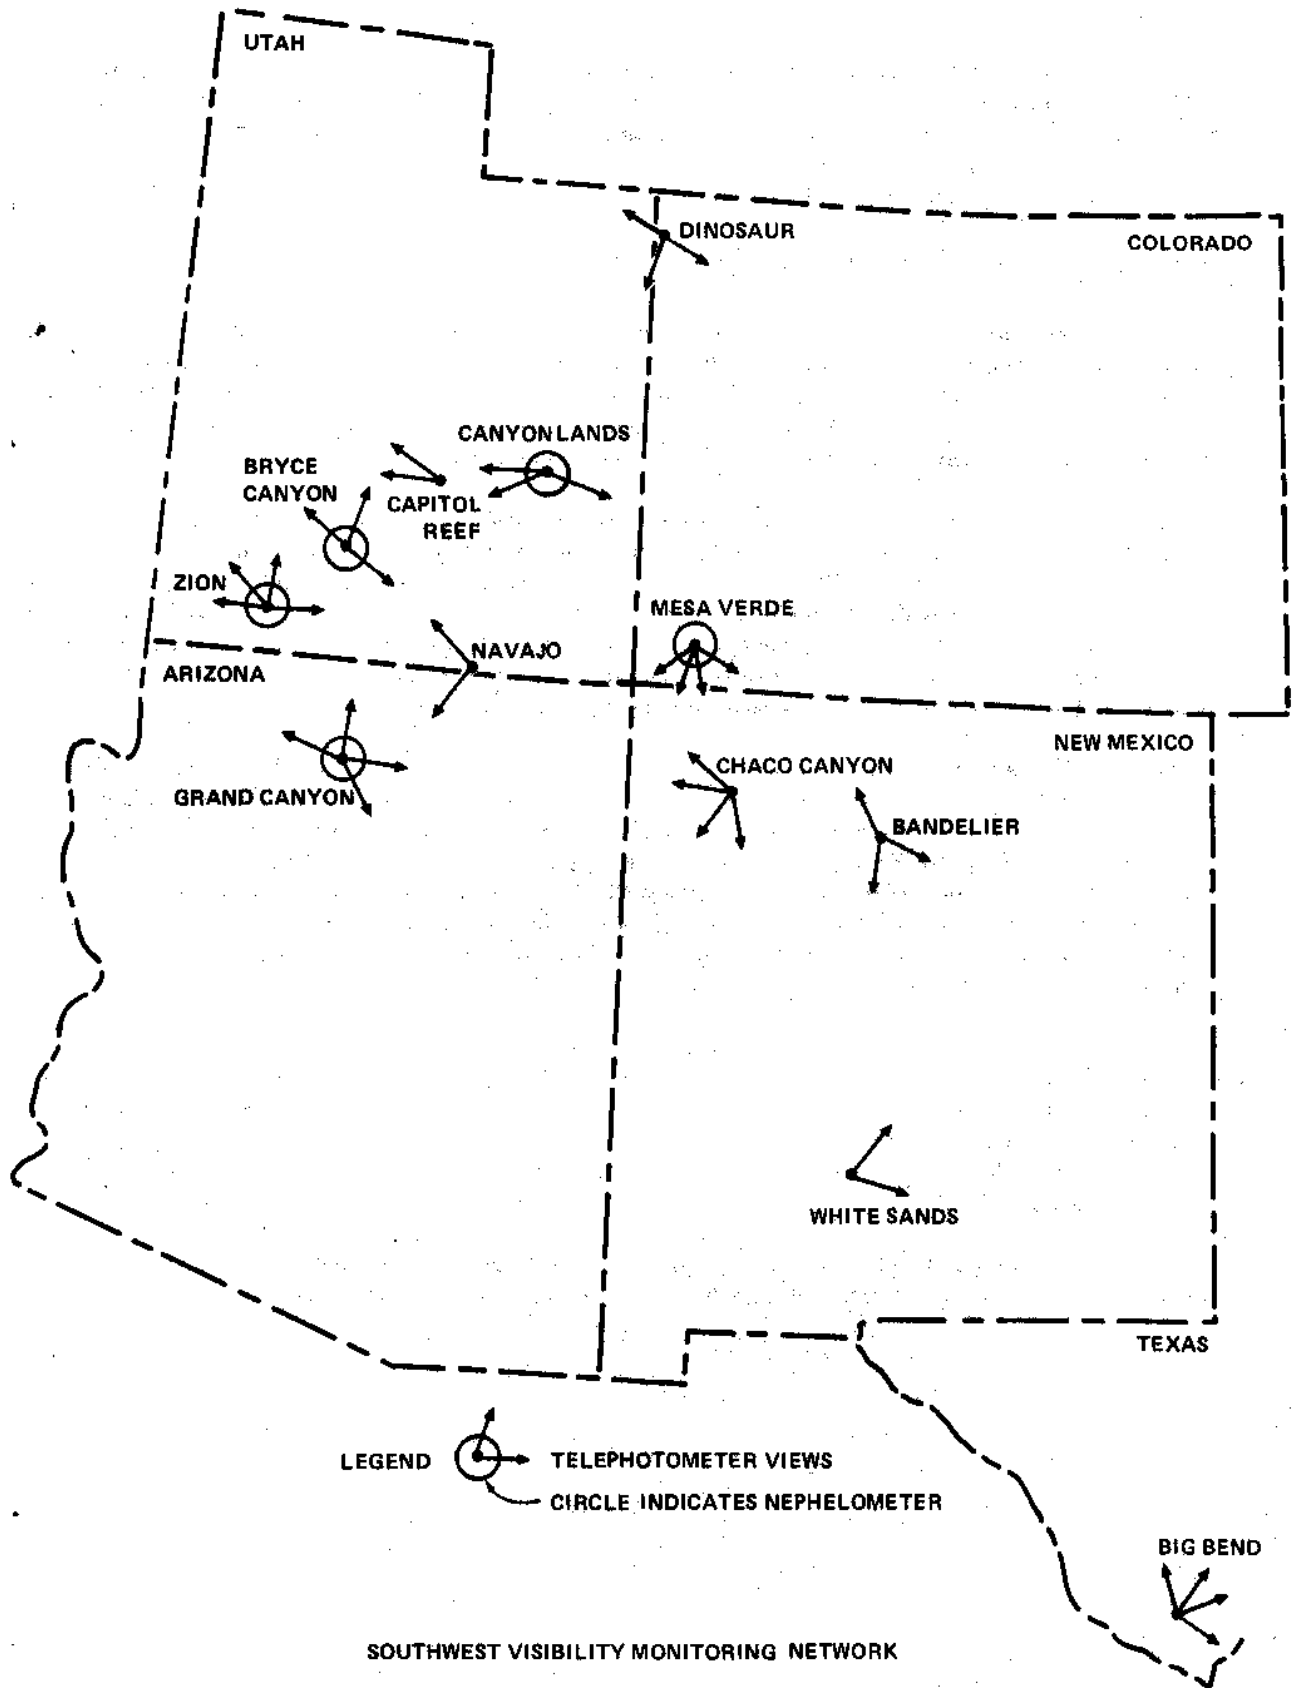 UTAH
DINOSAUR
COLORADO
CANYON LANDS
BRYCE
CANYON
CAPITOL
REEF
ZION
MESA VERDE
NAVAJO
ARIZONA
NEW MEXICO
CHACO CANYON
GRAND CANYON
BANDELIER
WHITE SANDS
TEXAS
LEGEND
TELEPHOTOMETER VIEWS
CIRCLE INDICATES NEPHELOMETER
BIG BEND
SOUTHWEST VISIBILITY MONITORING NETWORK